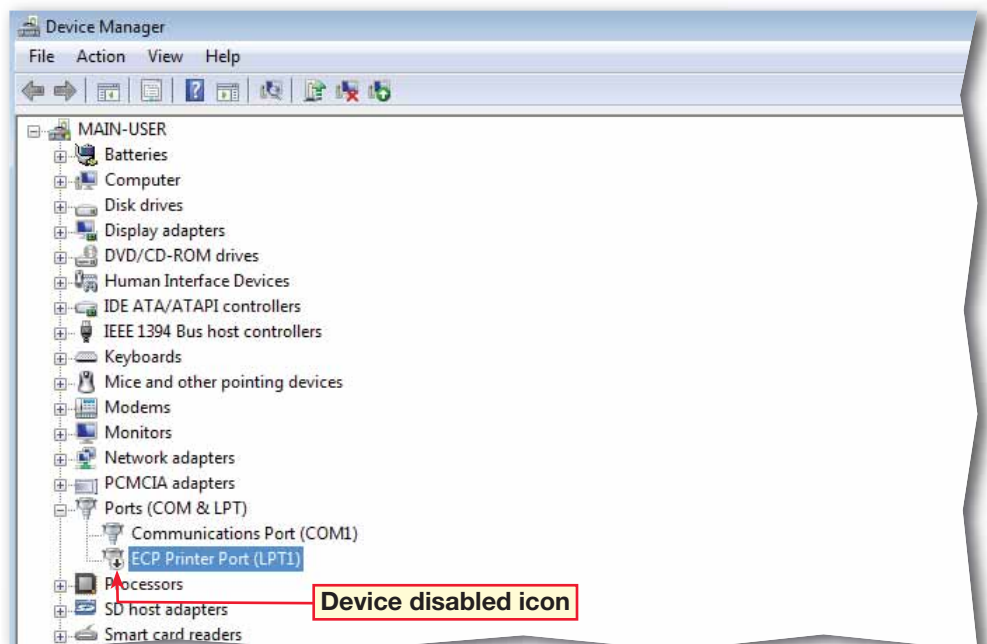 Device Manager
File Action View Help
MAIN-USER
Batteries
Computer
Disk drives
Display adapters
DVD/CD-ROM drives
Human Interface Devices
IDE ATA/ATAPI controllers
IEEE 1394 Bus host controllers
Keyboards
Mice and other pointing devices
Modems
Monitors
Network adapters
PCMCIA adapters
Ports (COM & LPT)
Communications Port (COM1)
ECP Printer Port (LPT1)
Processors
Device disabled icon
SD host adapters
Smart card readers